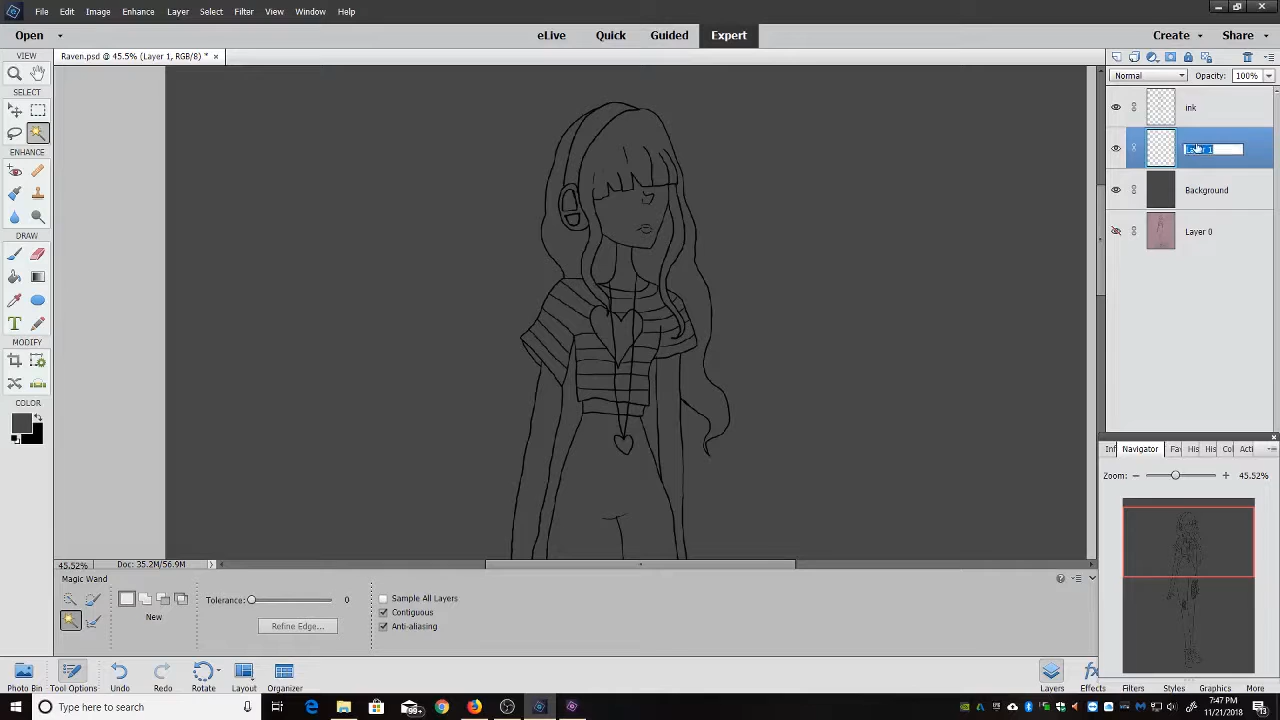 File Edit Image Enhance Layer Select Filter View Window Help
Open eLive Quick Guided Expert Create Share
Raven.psd @ 45.5% (Layer 1, RGB/8) * ×
VIEW
SELECT
ENHANCE
DRAW
MODIFY
COLOR
Normal Opacity: 100%
ink
Layer 1
Background
Layer 0
Navigator
Zoom: 45.52%
45.52% Doc: 35.2M/56.9M
Magic Wand
New
Tolerance: 0
Refine Edge...
Sample All Layers
Contiguous
Anti-aliasing
Photo Bin Tool Options Undo Redo Rotate Layout Organizer Layers Effects Filters Styles Graphics More
Type here to search
7:47 PM
11/21/2018